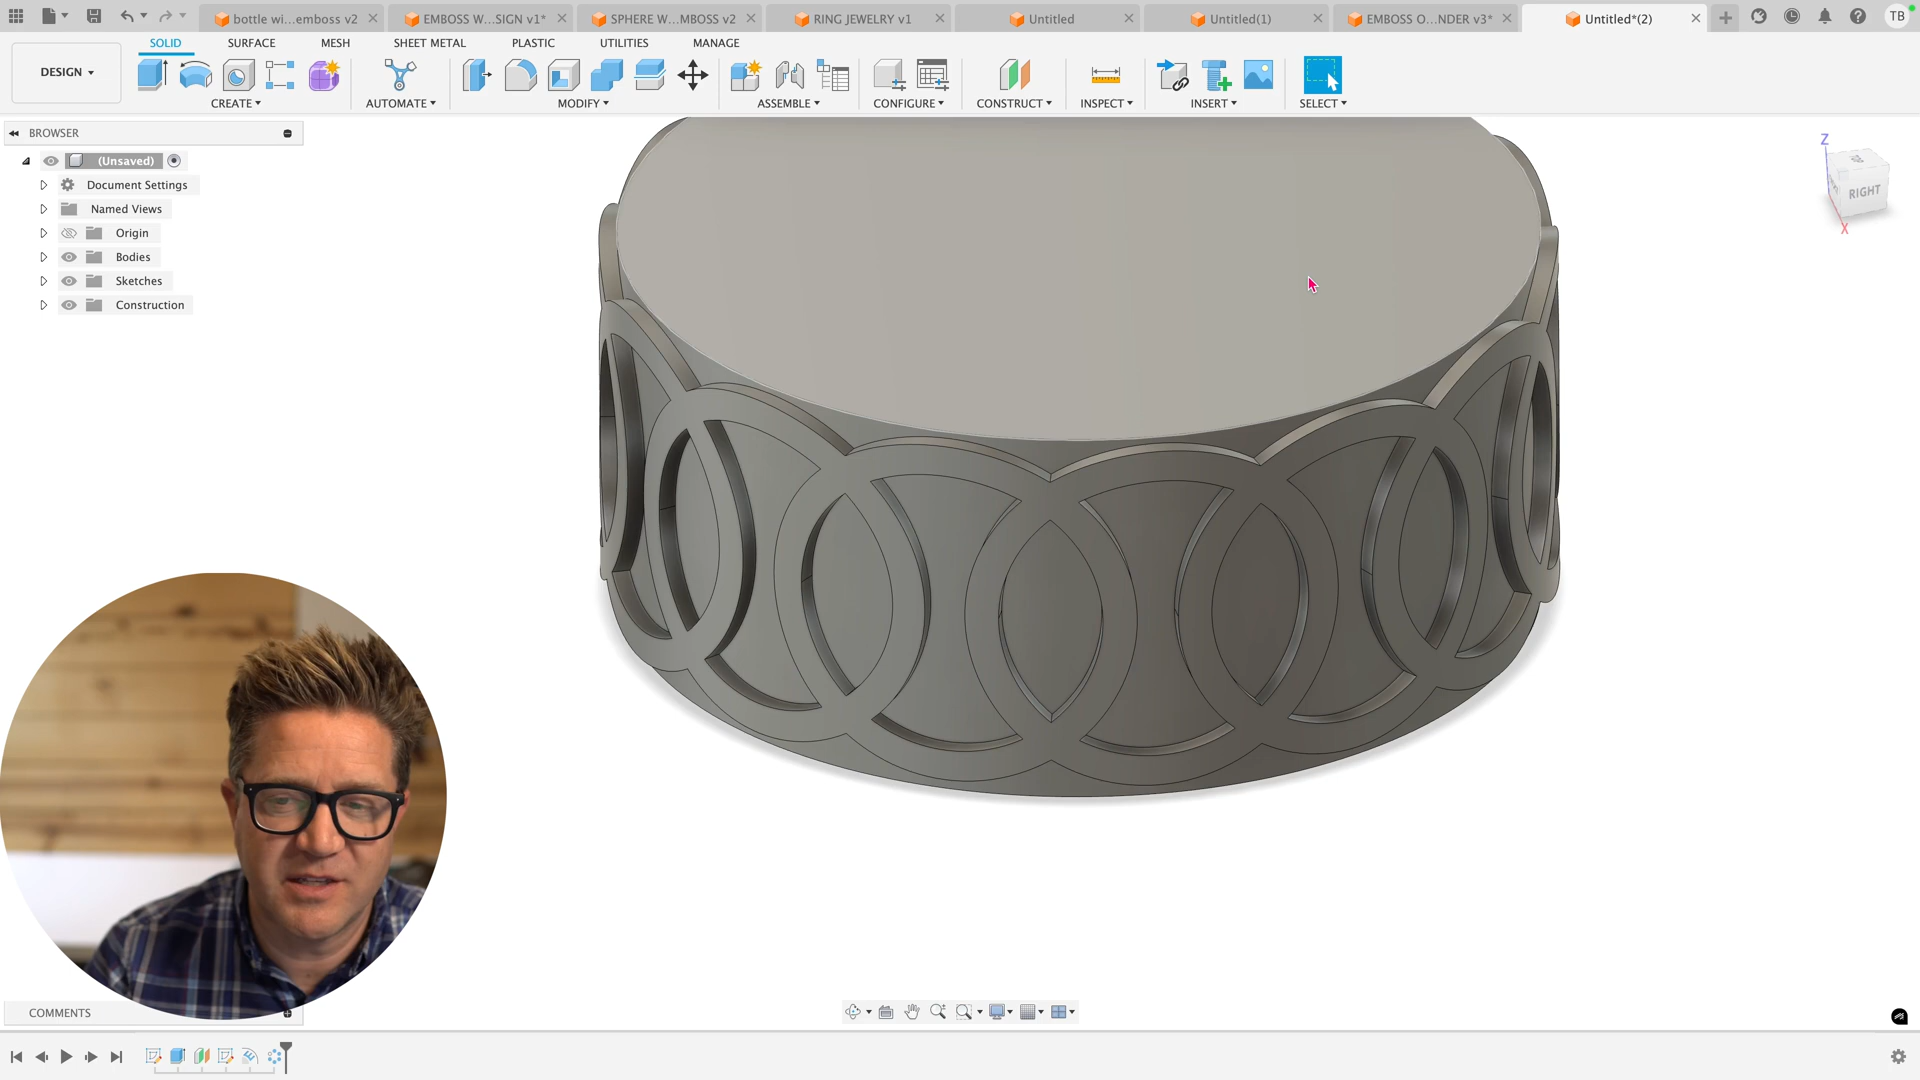 bottle wi...emboss v2
EMBOSS W...SIGN v1*
SPHERE W...MBOSS v2
RING JEWELRY v1
Untitled
Untitled(1)
EMBOSS O...NDER v3*
Untitled*(2)
TB
DESIGN
SOLID
SURFACE
MESH
SHEET METAL
PLASTIC
UTILITIES
MANAGE
CREATE
AUTOMATE
MODIFY
ASSEMBLE
CONFIGURE
CONSTRUCT
INSPECT
INSERT
SELECT
BROWSER
(Unsaved)
Document Settings
Named Views
Origin
Bodies
Sketches
Construction
Z
RIGHT
X
COMMENTS